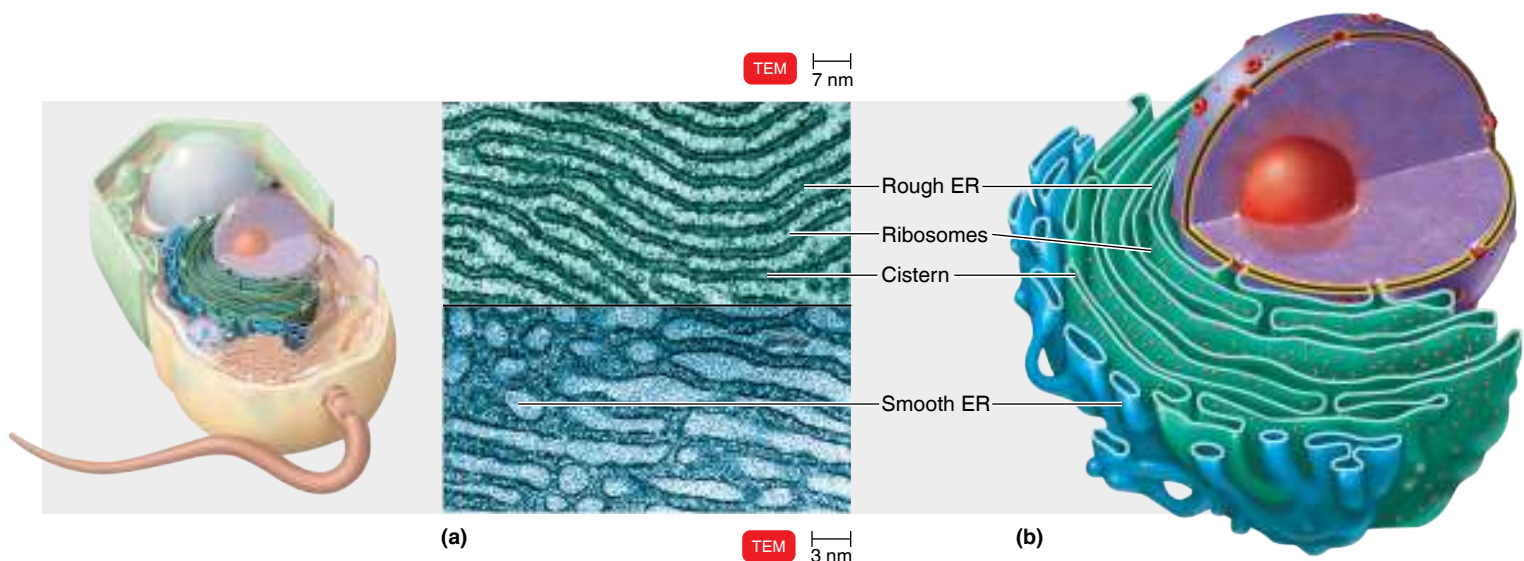 TEM
7 nm
Rough ER
Ribosomes
Cistern
Smooth ER
(a)
(b)
TEM
3 nm